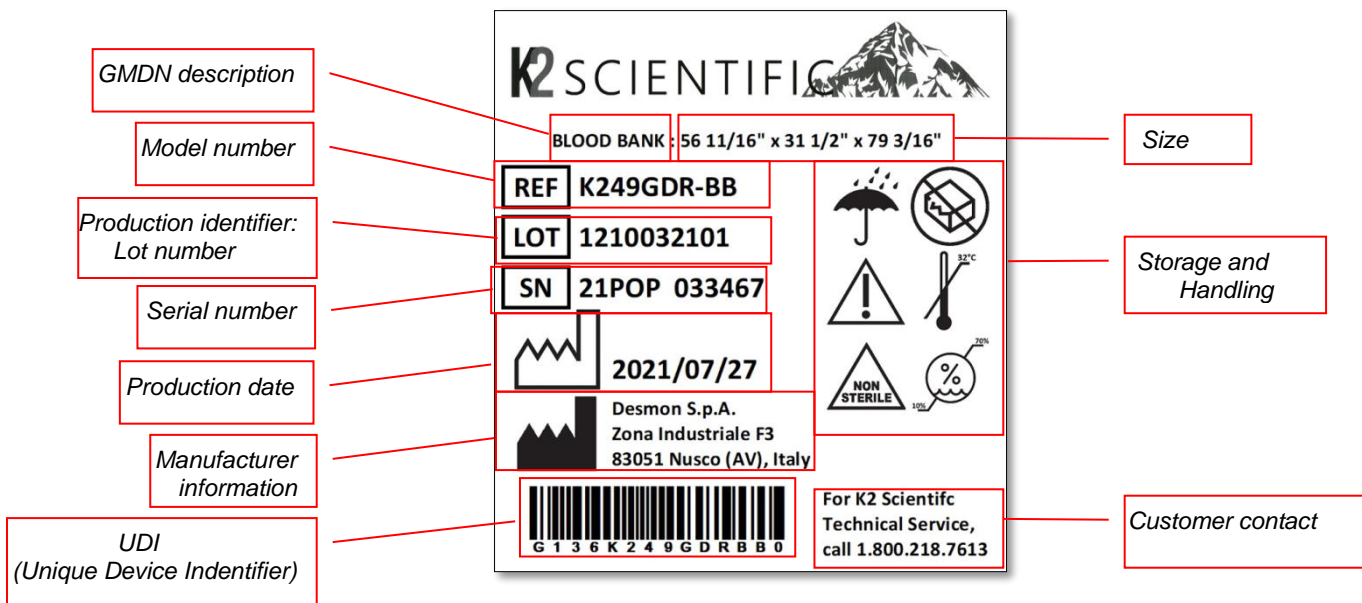 K2 SCIENTIFIC
GMDN description
BLOOD BANK : 56 11/16" x 31 1/2" x 79 3/16"
Size
Model number
REF K249GDR-BB
Production identifier:
Lot number
LOT 1210032101
Serial number
SN 21POP 033467
Production date
2021/07/27
Manufacturer
information
Desmon S.p.A.
Zona Industriale F3
83051 Nusco (AV), Italy
32°C
NON
STERILE
70%
%
10%
Storage and
Handling
UDI
(Unique Device Indentifier)
G136K249GDRBB0
For K2 Scientifc
Technical Service,
call 1.800.218.7613
Customer contact